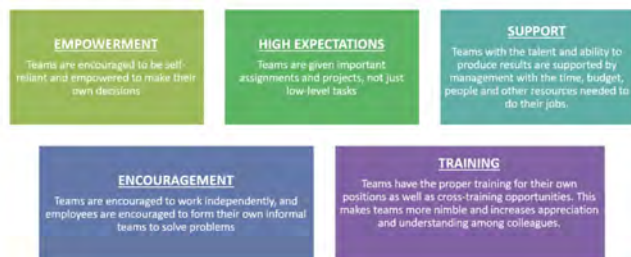 EMPOWERMENT
Teams are encouraged to be self-
reliant and empowered to make their
own decisions
HIGH EXPECTATIONS
Teams are given important
assignments and projects, not just
low-level tasks
SUPPORT
Teams with the talent and ability to
produce results are supported by
management with the time, budget,
people and other resources needed to
do their jobs.
ENCOURAGEMENT
Teams are encouraged to work independently, and
employees are encouraged to form their own informal
teams to solve problems
TRAINING
Teams have the proper training for their own
positions as well as cross-training opportunities. This
makes teams more nimble and increases appreciation
and understanding among colleagues.